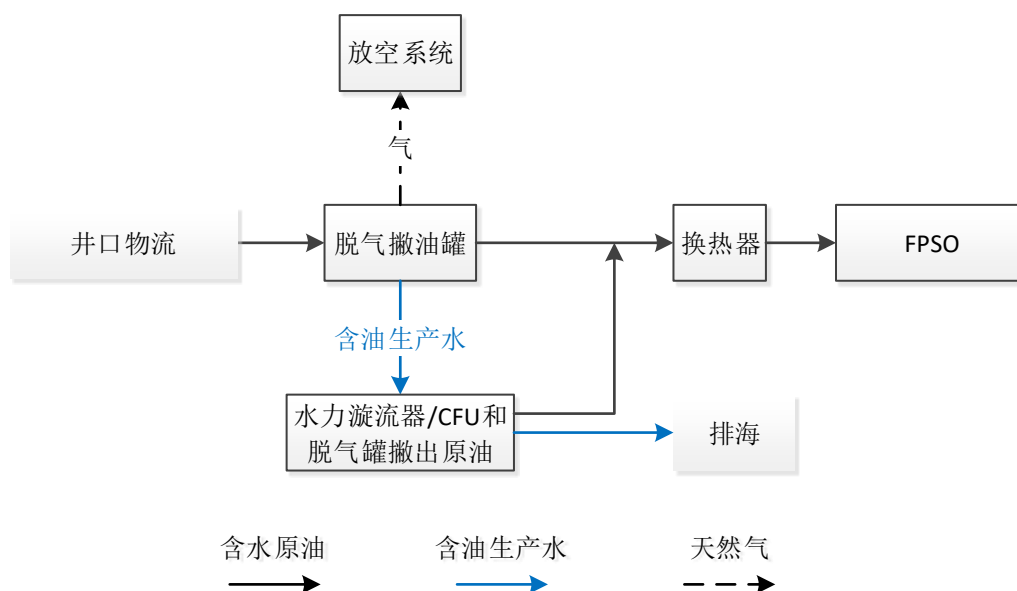 放空系统
气
井口物流
脱气撇油罐
换热器
FPSO
含油生产水
水力漩流器/CFU和
脱气罐撇出原油
排海
含水原油
含油生产水
天然气